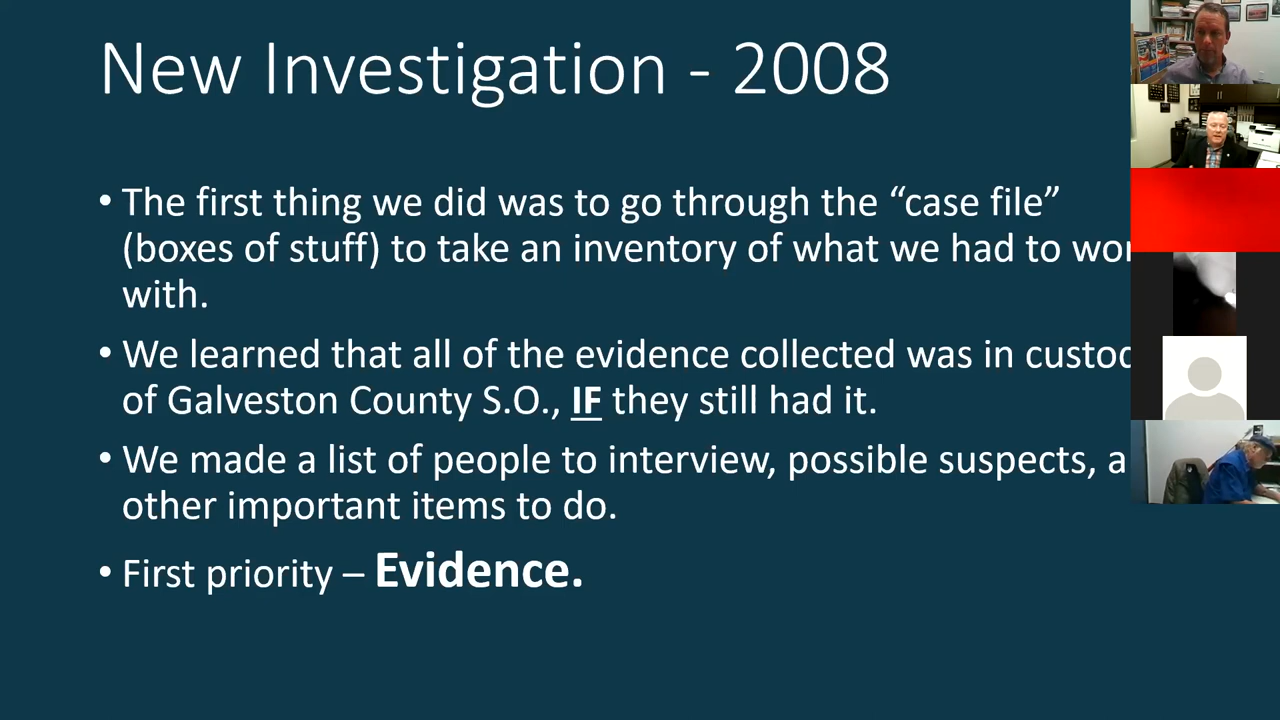 New Investigation - 2008
• The first thing we did was to go through the “case file”
(boxes of stuff) to take an inventory of what we had to
with.
• We learned that all of the evidence collected was in
of Galveston County S.O., IF they still had it.
• We made a list of people to interview, possible suspects,
other important items to do.
• First priority – Evidence.